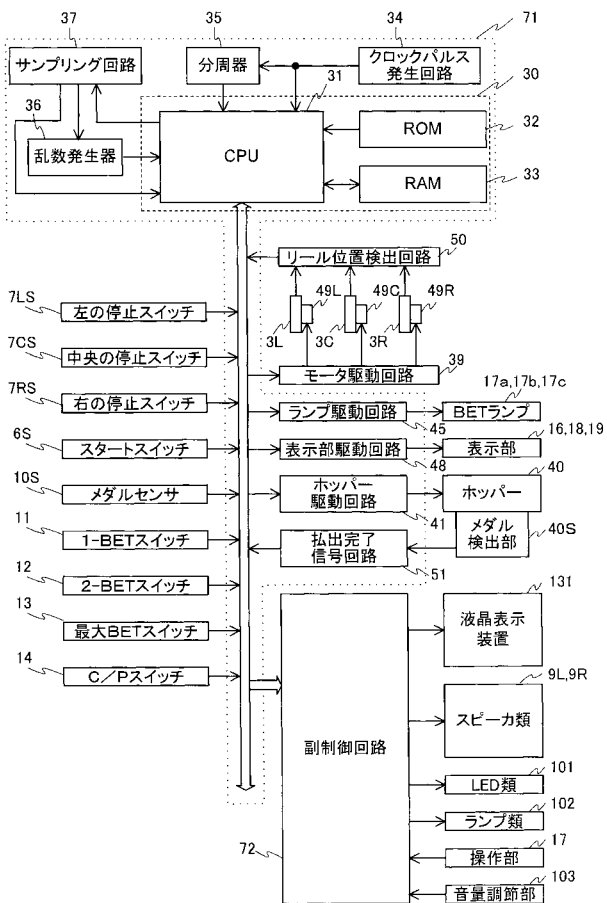 37
35
34
71
サンプリング回路
分周器
クロックパルス
発生回路
31
30
36
乱数発生器
CPU
ROM
32
RAM
33
リール位置検出回路
50
49L
49C
49R
3L
3C
3R
モータ駆動回路
39
7LS
左の停止スイッチ
7CS
中央の停止スイッチ
7RS
右の停止スイッチ
6S
スタートスイッチ
10S
メダルセンサ
11
1-BETスイッチ
12
2-BETスイッチ
13
最大BETスイッチ
14
C/Pスイッチ
17a,17b,17c
ランプ駆動回路
BETランプ
45
16,18,19
表示部駆動回路
表示部
48
40
ホッパー
駆動回路
ホッパー
41
メダル
検出部
40S
払出完了
信号回路
51
131
液晶表示
装置
9L,9R
スピーカ類
副制御回路
72
101
LED類
102
ランプ類
17
操作部
103
音量調節部